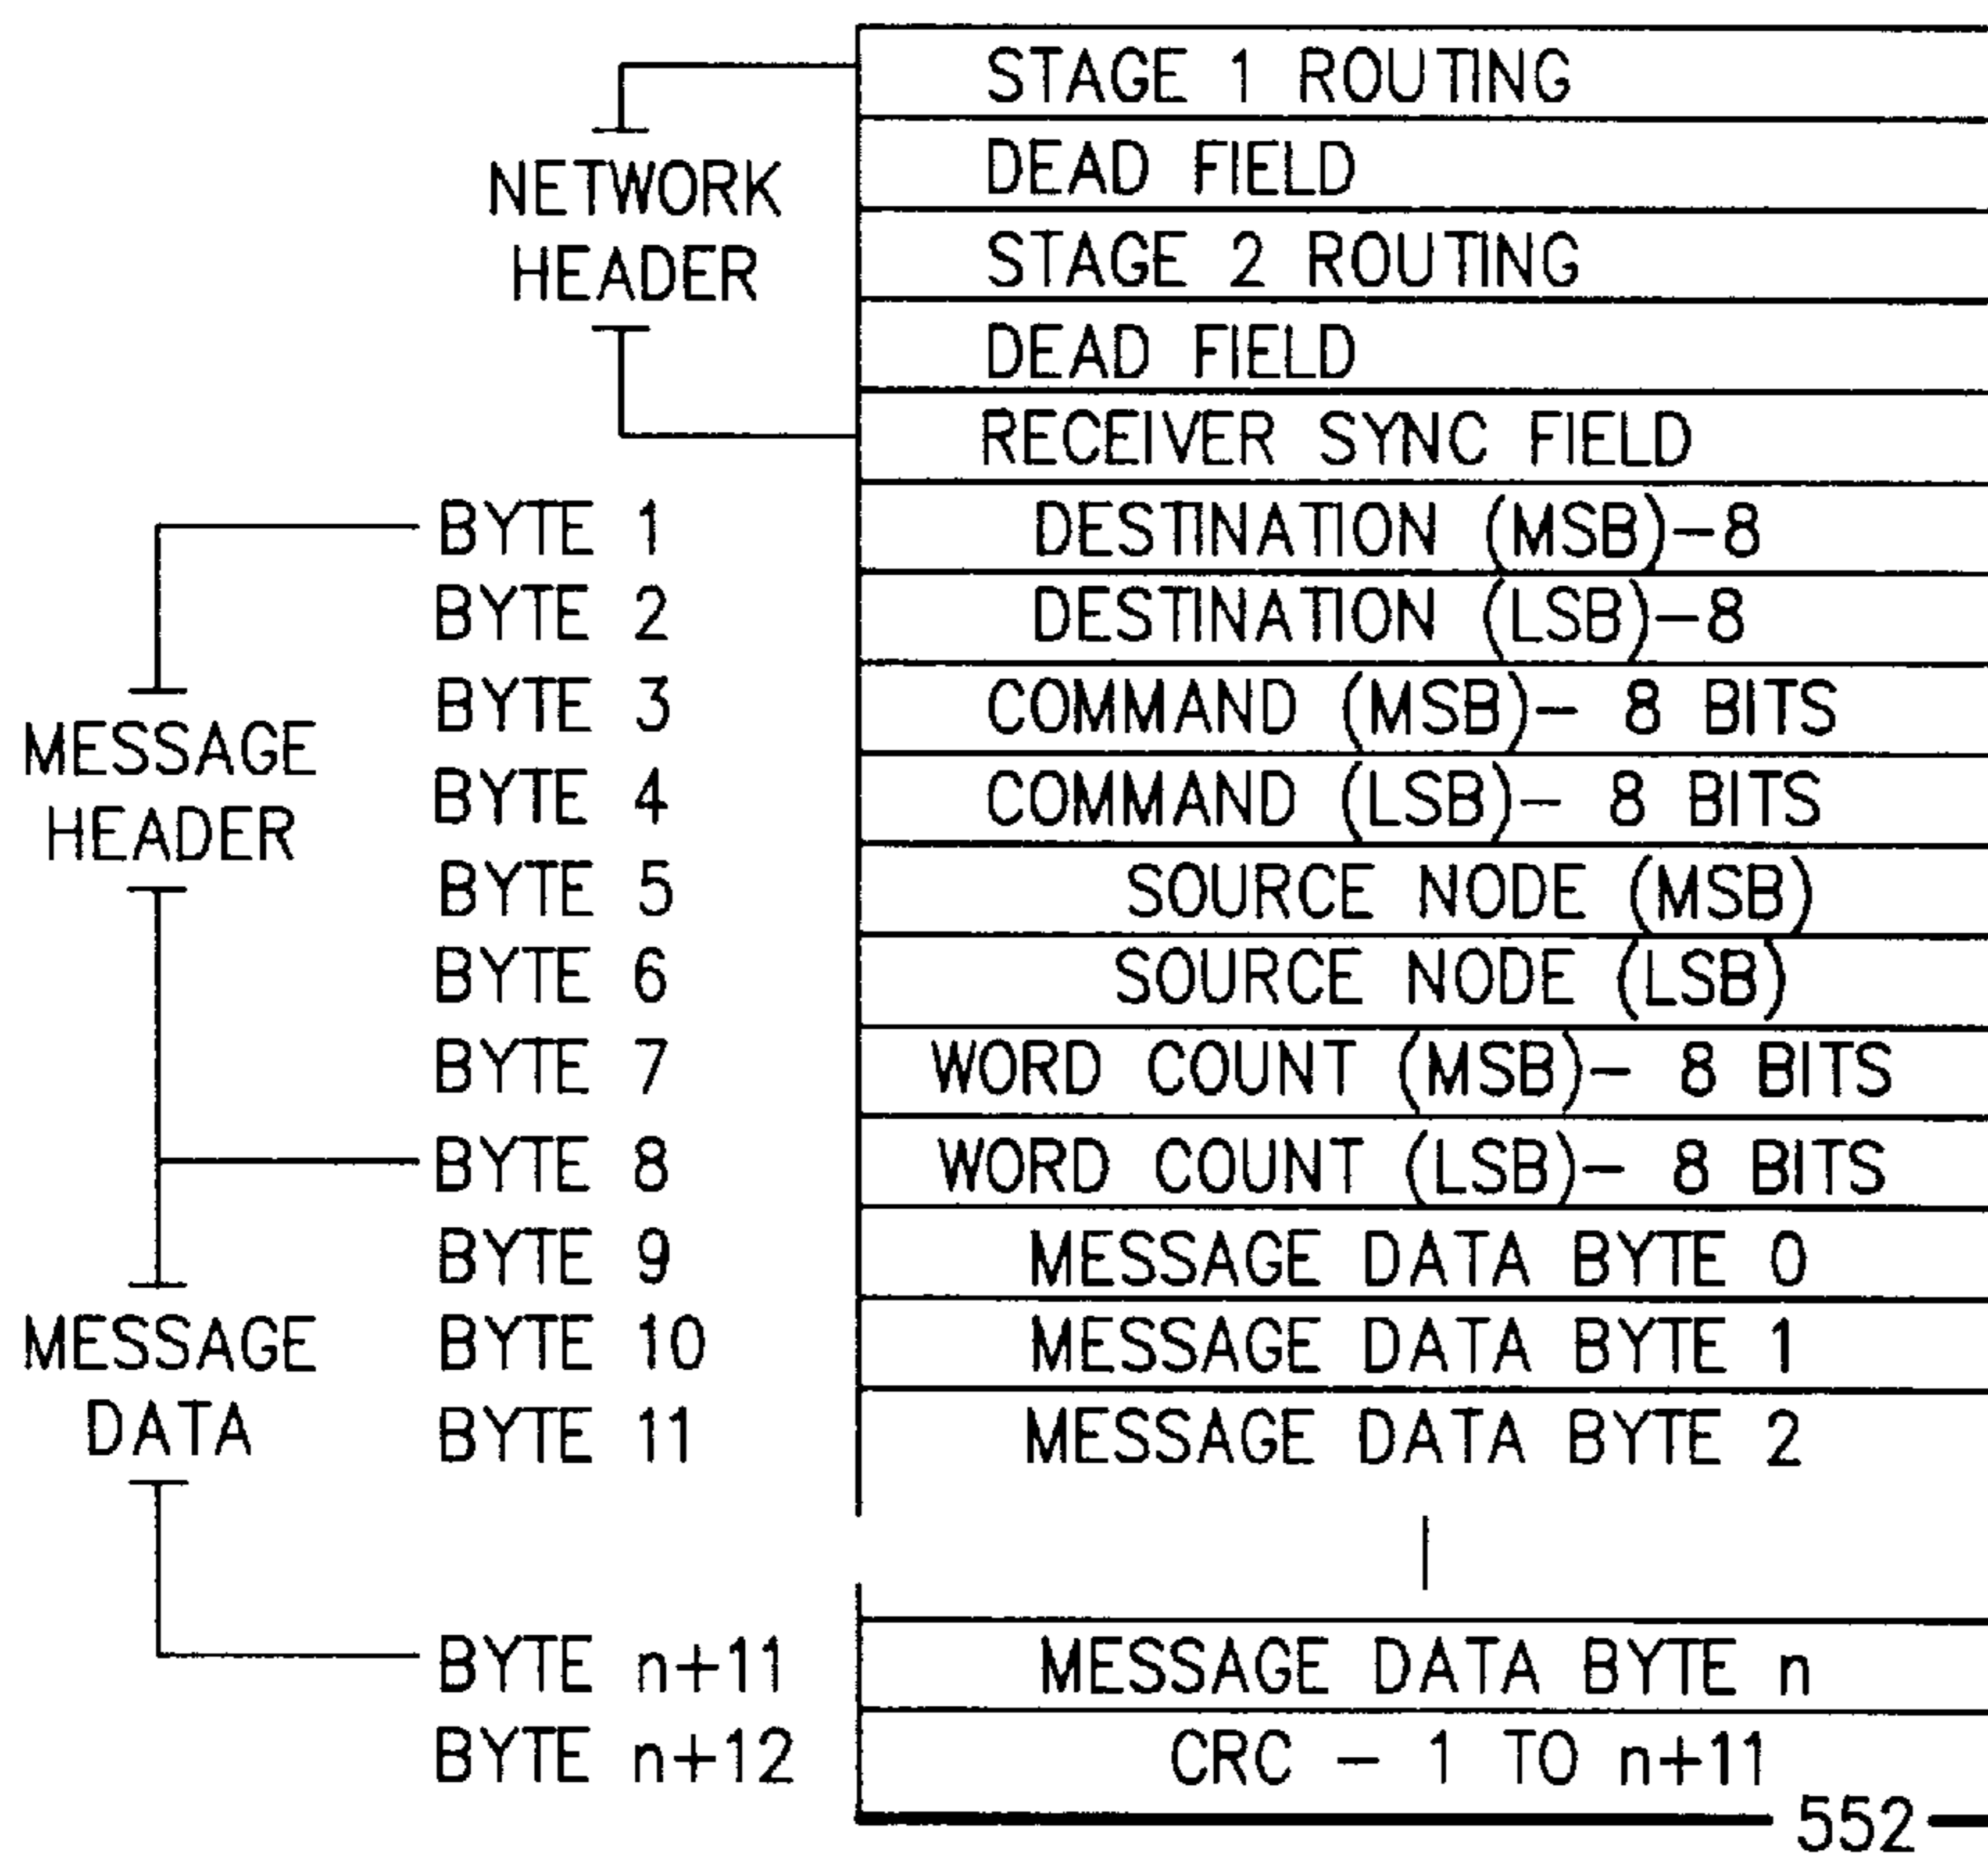 STAGE 1 ROUTING
DEAD FIELD
NETWORK
HEADER
STAGE 2 ROUTING
DEAD FIELD
RECEIVER SYNC FIELD
BYTE 1 DESTINATION (MSB)-8
BYTE 2 DESTINATION (LSB)-8
BYTE 3 COMMAND (MSB)- 8 BITS
MESSAGE
HEADER
BYTE 4 COMMAND (LSB)- 8 BITS
BYTE 5 SOURCE NODE (MSB)
BYTE 6 SOURCE NODE (LSB)
BYTE 7 WORD COUNT (MSB)- 8 BITS
BYTE 8 WORD COUNT (LSB)- 8 BITS
BYTE 9 MESSAGE DATA BYTE 0
MESSAGE
DATA
BYTE 10 MESSAGE DATA BYTE 1
BYTE 11 MESSAGE DATA BYTE 2
BYTE n+11 MESSAGE DATA BYTE n
BYTE n+12 CRC - 1 TO n+11
552